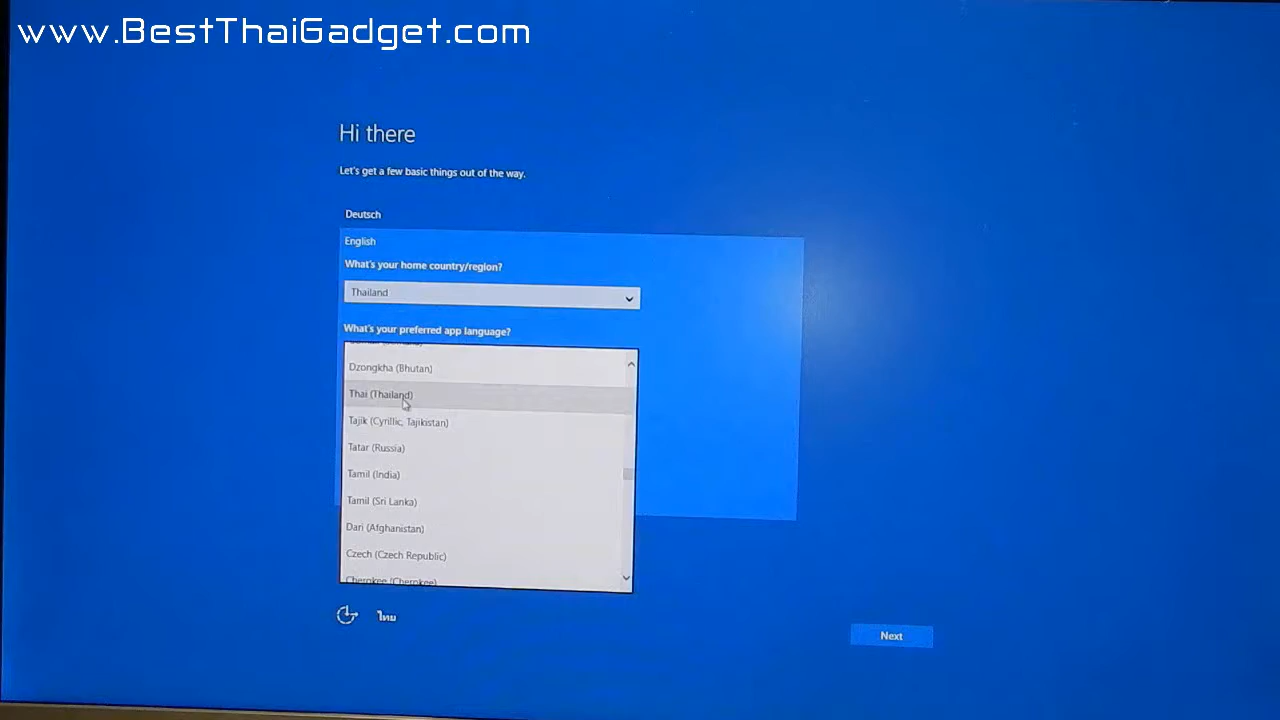 www.BestThaiGadget.com
Hi there
Let's get a few basic things out of the way.
Deutsch
English
What's your home country/region?
Thailand
What's your preferred app language?
Dzongkha (Bhutan)
Thai (Thailand)
Tajik (Cyrillic, Tajikistan)
Tatar (Russia)
Tamil (India)
Tamil (Sri Lanka)
Dari (Afghanistan)
Czech (Czech Republic)
Cherokee (Cherokee)
ไทย
Next